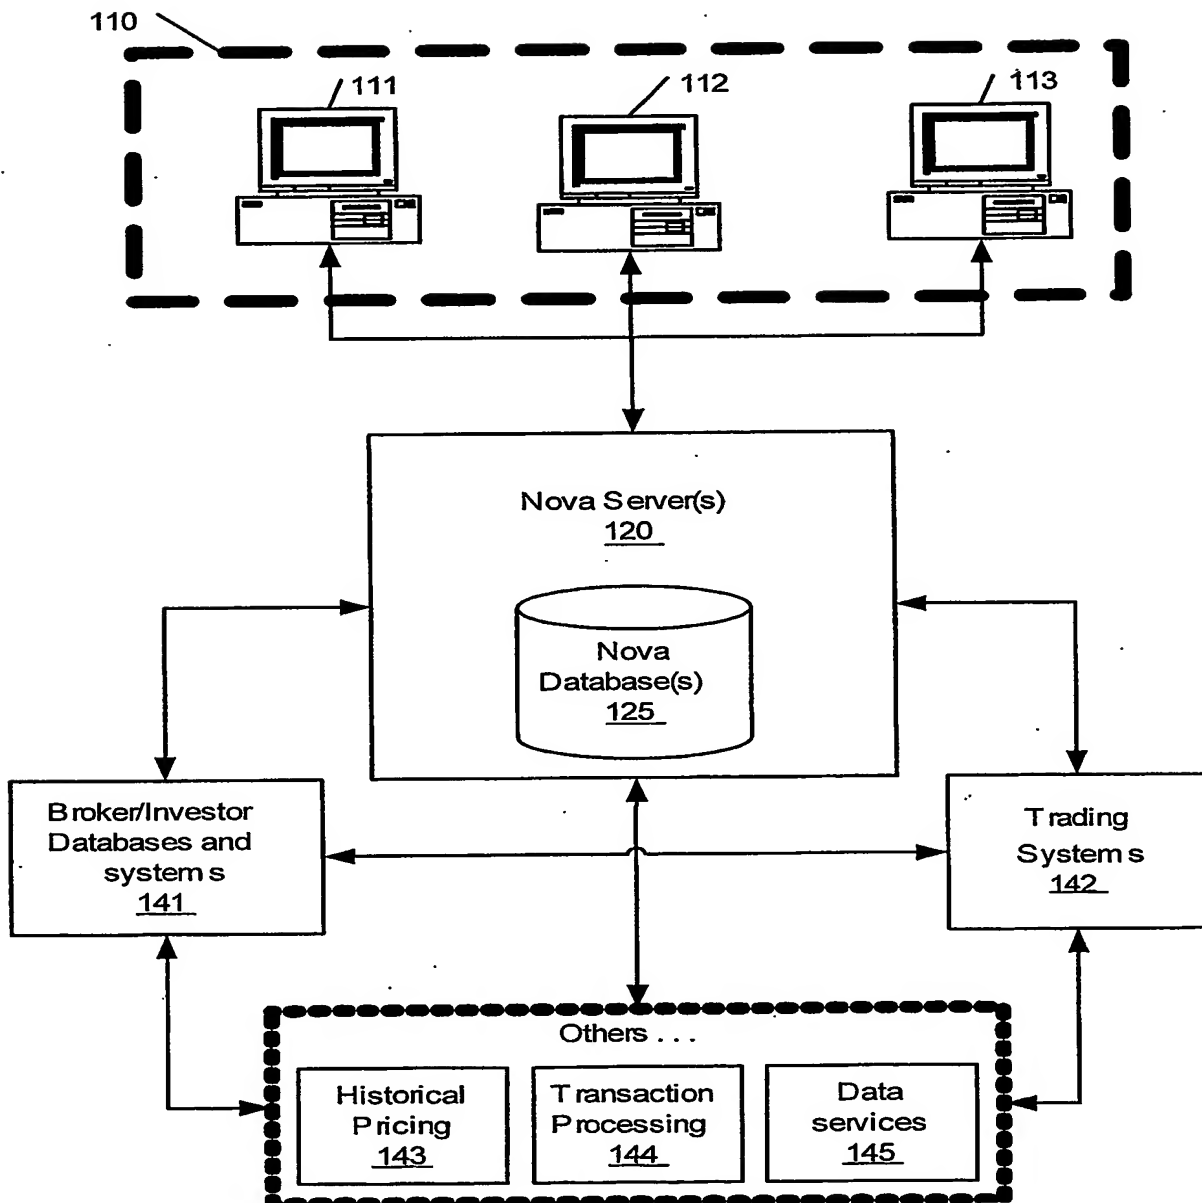 110
111
112
113
Nova Server(s)
120
Nova
Database(s)
125
Broker/Investor
Databases and
systems
141
Trading
Systems
142
Others . . .
Historical
Pricing
143
Transaction
Processing
144
Data
services
145